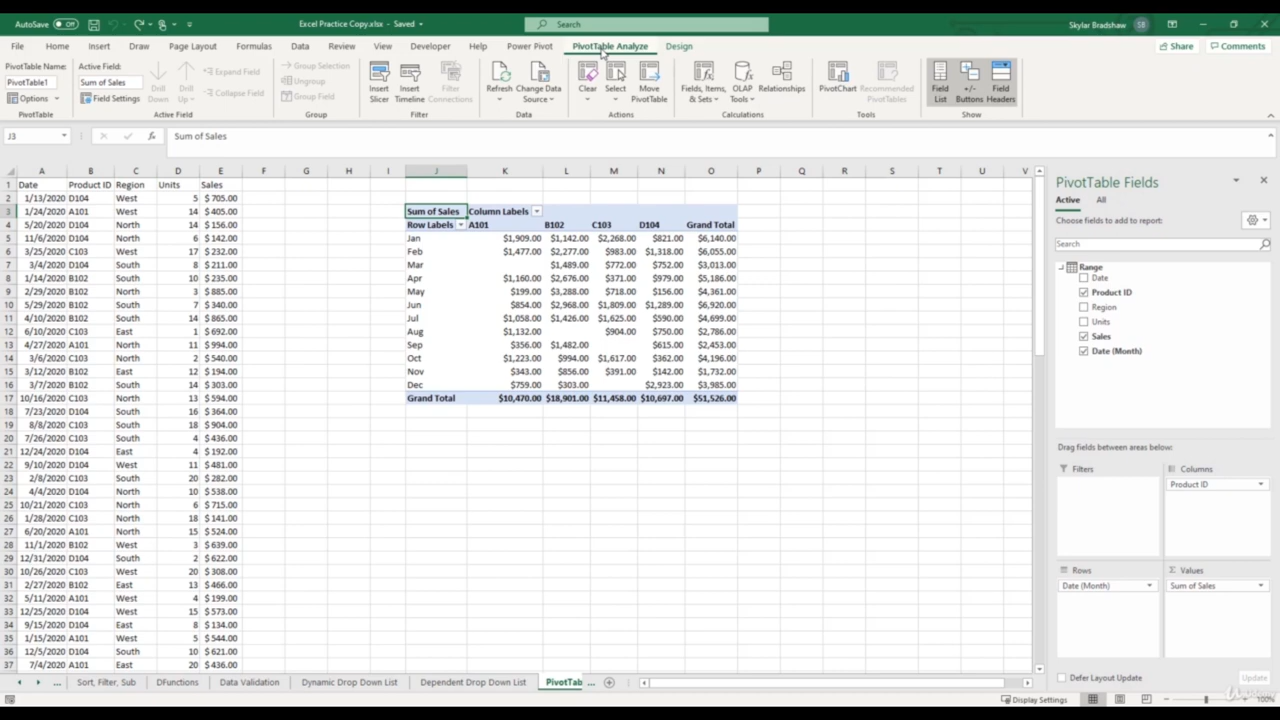 AutoSave Off Excel Practice Copy.xlsx - Saved Search Skylar Bradshaw SB
File Home Insert Draw Page Layout Formulas Data Review View Developer Help Power Pivot PivotTable Analyze Design Share Comments
PivotTable Name:
PivotTable1
Options
PivotTable
Active Field:
Sum of Sales
Field Settings
Drill Down
Drill Up
Expand Field
Collapse Field
Active Field
Group Selection
Ungroup
Group Field
Group
Insert Slicer
Insert Timeline
Filter Connections
Filter
Refresh
Change Data Source
Data
Clear
Select
Move PivotTable
Actions
Fields, Items, & Sets
OLAP Tools
Relationships
Calculations
PivotChart
Recommended PivotTables
Tools
Field List
+/- Buttons
Field Headers
Show
J3 fx Sum of Sales
A B C D E F G H I J K L M N O P Q R S T U V
1 Date Product ID Region Units Sales
2 1/13/2020 D104 West 5 $ 705.00
3 1/24/2020 A101 West 14 $ 405.00 Sum of Sales Column Labels
4 5/20/2020 D104 North 14 $ 156.00 Row Labels A101 B102 C103 D104 Grand Total
5 11/6/2020 D104 North 6 $ 142.00 Jan $1,909.00 $1,142.00 $2,268.00 $821.00 $6,140.00
6 3/25/2020 C103 West 17 $ 232.00 Feb $1,477.00 $2,277.00 $983.00 $1,318.00 $6,055.00
7 3/4/2020 D104 South 8 $ 211.00 Mar $1,489.00 $772.00 $752.00 $3,013.00
8 1/14/2020 B102 South 10 $ 235.00 Apr $1,160.00 $2,676.00 $371.00 $979.00 $5,186.00
9 2/29/2020 B102 North 3 $ 885.00 May $199.00 $3,288.00 $718.00 $156.00 $4,361.00
10 5/29/2020 B102 South 7 $ 340.00 Jun $854.00 $2,968.00 $1,809.00 $1,289.00 $6,920.00
11 4/10/2020 B102 South 14 $ 865.00 Jul $1,058.00 $1,426.00 $1,625.00 $590.00 $4,699.00
12 6/10/2020 C103 East 1 $ 692.00 Aug $1,132.00 $904.00 $750.00 $2,786.00
13 4/27/2020 A101 North 11 $ 994.00 Sep $356.00 $1,482.00 $615.00 $2,453.00
14 3/6/2020 C103 North 2 $ 540.00 Oct $1,223.00 $994.00 $1,617.00 $362.00 $4,196.00
15 3/12/2020 B102 East 12 $ 194.00 Nov $343.00 $856.00 $391.00 $142.00 $1,732.00
16 3/7/2020 B102 South 14 $ 303.00 Dec $759.00 $303.00 $2,923.00 $3,985.00
17 10/16/2020 C103 North 13 $ 594.00 Grand Total $10,470.00 $18,901.00 $11,458.00 $10,697.00 $51,526.00
18 7/23/2020 D104 South 16 $ 364.00
19 8/8/2020 C103 South 18 $ 904.00
20 7/26/2020 C103 South 4 $ 436.00
21 12/24/2020 D104 East 4 $ 192.00
22 9/10/2020 D104 West 11 $ 481.00
23 2/8/2020 C103 South 20 $ 282.00
24 4/4/2020 D104 North 10 $ 538.00
25 10/21/2020 C103 North 6 $ 715.00
26 1/28/2020 C103 North 18 $ 141.00
27 6/20/2020 A101 North 15 $ 524.00
28 11/1/2020 B102 West 3 $ 639.00
29 12/31/2020 D104 South 2 $ 622.00
30 10/26/2020 C103 West 20 $ 308.00
31 2/27/2020 B102 East 13 $ 466.00
32 5/11/2020 A101 West 4 $ 199.00
33 12/25/2020 D104 West 15 $ 573.00
34 9/15/2020 D104 East 8 $ 134.00
35 1/15/2020 A101 West 5 $ 544.00
36 12/5/2020 D104 South 10 $ 621.00
37 7/4/2020 A101 East 20 $ 436.00
PivotTable Fields
Active All
Choose fields to add to report:
Search
Range
Date
Product ID
Region
Units
Sales
Date (Month)
Drag fields between areas below:
Filters Columns
Product ID
Rows Σ Values
Date (Month) Sum of Sales
Defer Layout Update Update
... Sort, Filter, Sub DFunctions Data Validation Dynamic Drop Down List Dependent Drop Down List PivotTab ...
Display Settings 100%